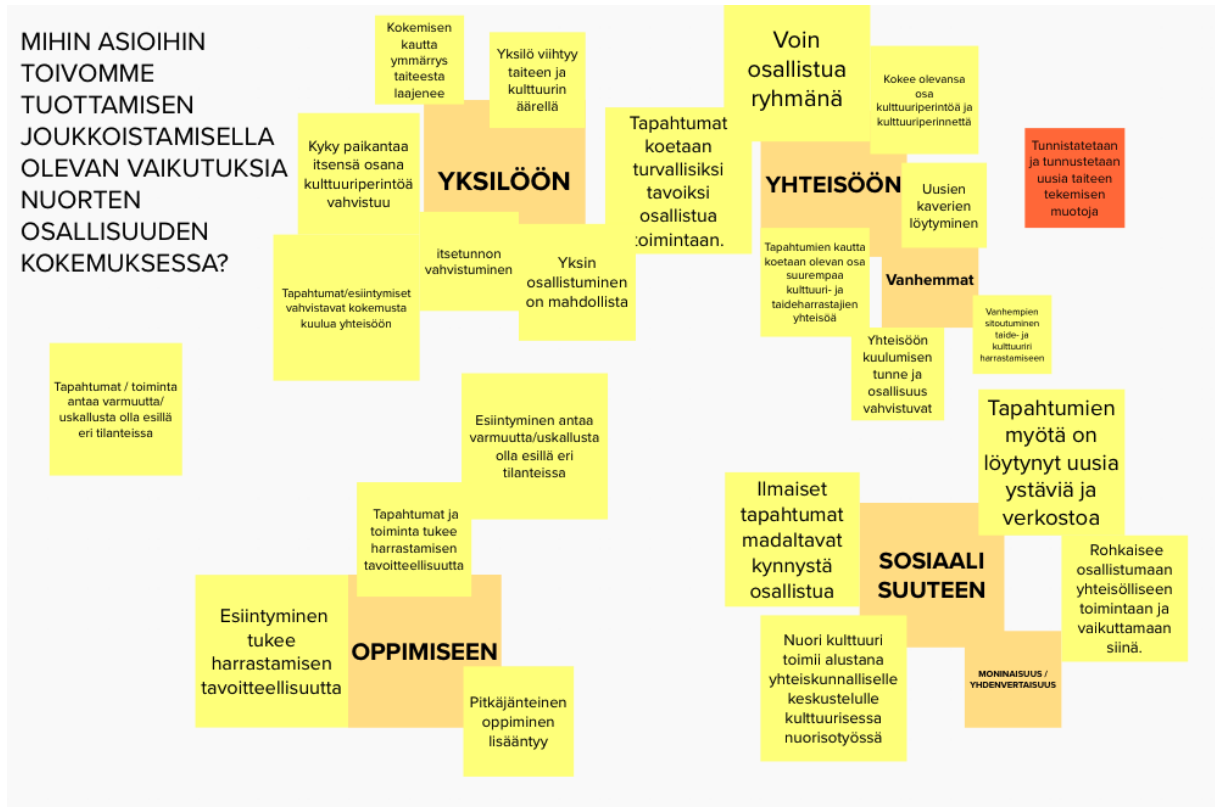 MIHIN ASIOIHIN
TOIVOMME
TUOTTAMISEN
JOUKKOISTAMISELLA
OLEVAN VAIKUTUKSIA
NUORTEN
OSALLISUUDEN
KOKEMUKSESSA?
Kokemisen
kautta
ymmärrys
taiteesta
laajenee
Yksilö viihtyy
taiteen ja
kulttuurin
äärellä
Kyky paikantaa
itsensä osana
kulttuuriperintöä
vahvistuu
YKSILÖÖN
Tapahtumat/esiintymiset
vahvistavat kokemusta
kuulua yhteisöön
itsetunnon
vahvistuminen
Yksin
osallistuminen
on mahdollista
Tapahtumat
koetaan
turvallisiksi
tavoiksi
osallistua
toimintaan.
Voin
osallistua
ryhmänä
Kokee olevansa
osa
kulttuuriperintöä ja
kulttuuriperinnettä
YHTEISÖÖN
Uusien
kaverien
löytyminen
Tapahtumien kautta
koetaan olevan osa
suurempaa
kulttuuri- ja
taideharrastajien
yhteisöä
Vanhemmat
Vanhempien
sitoutuminen
taide- ja
kulttuuriri
harrastamiseen
Yhteisöön
kuulumisen
tunne ja
osallisuus
vahvistuvat
Tunnistatetaan
ja tunnustetaan
uusia taiteen
tekemisen
muotoja
Tapahtumat / toiminta
antaa varmuutta/
uskallusta olla esillä
eri tilanteissa
Esiintyminen antaa
varmuutta/uskallusta
olla esillä eri
tilanteissa
Tapahtumat ja
toiminta tukee
harrastamisen
tavoitteellisuutta
Esiintyminen
tukee
harrastamisen
tavoitteellisuutta
OPPIMISEEN
Pitkäjänteinen
oppiminen
lisääntyy
Tapahtumien
myötä on
löytynyt uusia
ystäviä ja
verkostoa
Ilmaiset
tapahtumat
madaltavat
kynnystä
osallistua
SOSIAALI
SUUTEEN
Rohkaisee
osallistumaan
yhteisölliseen
toimintaan ja
vaikuttamaan
siinä.
Nuori kulttuuri
toimii alustana
yhteiskunnalliselle
keskustelulle
kulttuurisessa
nuorisotyössä
MONINAISUUS /
YHDENVERTAISUUS